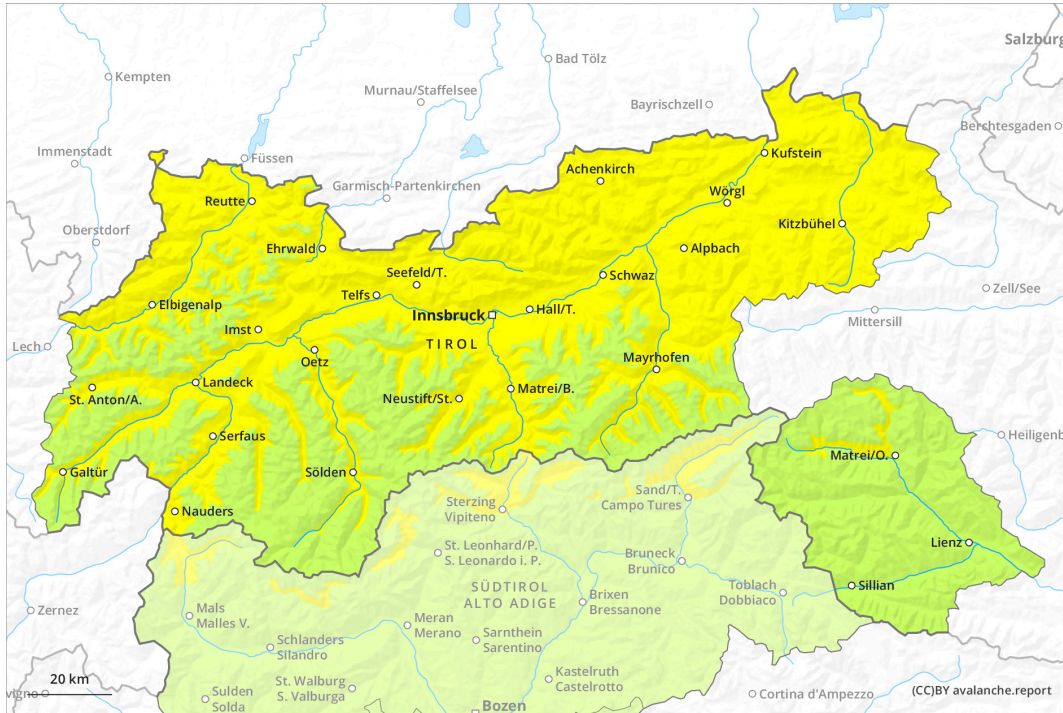 Salzburg
Bad Tölz
Kempten
Murnau/Staffelsee
Bayrischzell
Berchtesgaden
Immenstadt
Füssen
Kufstein
Achenkirch
Garmisch-Partenkirchen
Reutte
Wörgl
Oberstdorf
Kitzbühel
Ehrwald
Alpbach
Seefeld/T.
Schwaz
Zell/See
Telfs
Elbigenalp
Hall/T.
Innsbruck
Mittersill
Imst
TIROL
Lech
Oetz
Mayrhofen
Landeck
St. Anton/A.
Matrei/B.
Neustift/St.
Serfaus
Heiligenb
Matrei/O.
Galtür
Sölden
Sand/T.
Campo Tures
Sterzing
Vipiteno
Nauders
Lienz
St. Leonhard/P.
S. Leonardo i. P.
Bruneck
Brunico
SÜDTIROL
ALTO ADIGE
Toblach
Dobbiaco
Sillian
Brixen
Bressanone
Zernez
Mals
Malles V.
Meran
Merano
Sarnthein
Sarentino
Schlanders
Silandro
Kastelruth
Castelrotto
St. Walburg
S. Valburga
20 km
vigno
Sulden
Solda
Cortina d'Ampezzo
(CC)BY avalanche.report
Bozen